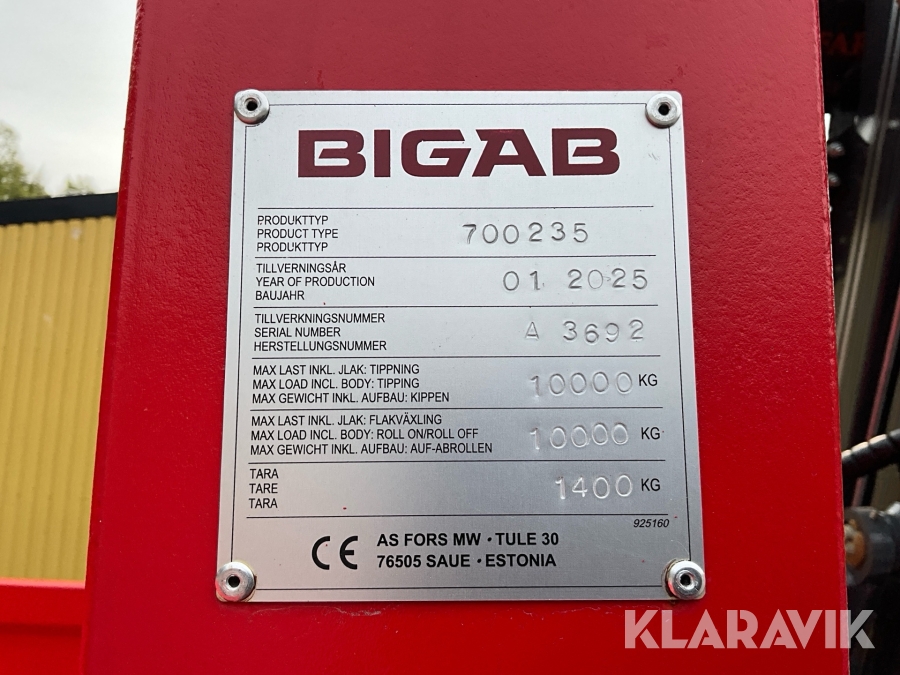 BIGAB
PRODUKTTYP
PRODUCT TYPE
PRODUKTTYP
700235
TILLVERINGSÅR
YEAR OF PRODUCTION
BAUJAHR
01 2025
TILLVERKNINGSNUMMER
SERIAL NUMBER
HERSTELLUNGSNUMMER
A 3692
MAX LAST INKL. JLAK: TIPPNING
MAX LOAD INCL. BODY: TIPPING
MAX GEWICHT INKL. AUFBAU: KIPPEN
10000 KG
MAX LAST INKL. JLAK: FLAKVÄXLING
MAX LOAD INCL. BODY: ROLL ON/ROLL OFF
MAX GEWICHT INKL. AUFBAU: AUF-ABROLLEN
10000 KG
TARA
TARE
TARA
1400 KG
925160
CE AS FORS MW · TULE 30
76505 SAUE · ESTONIA
KLARAVIK